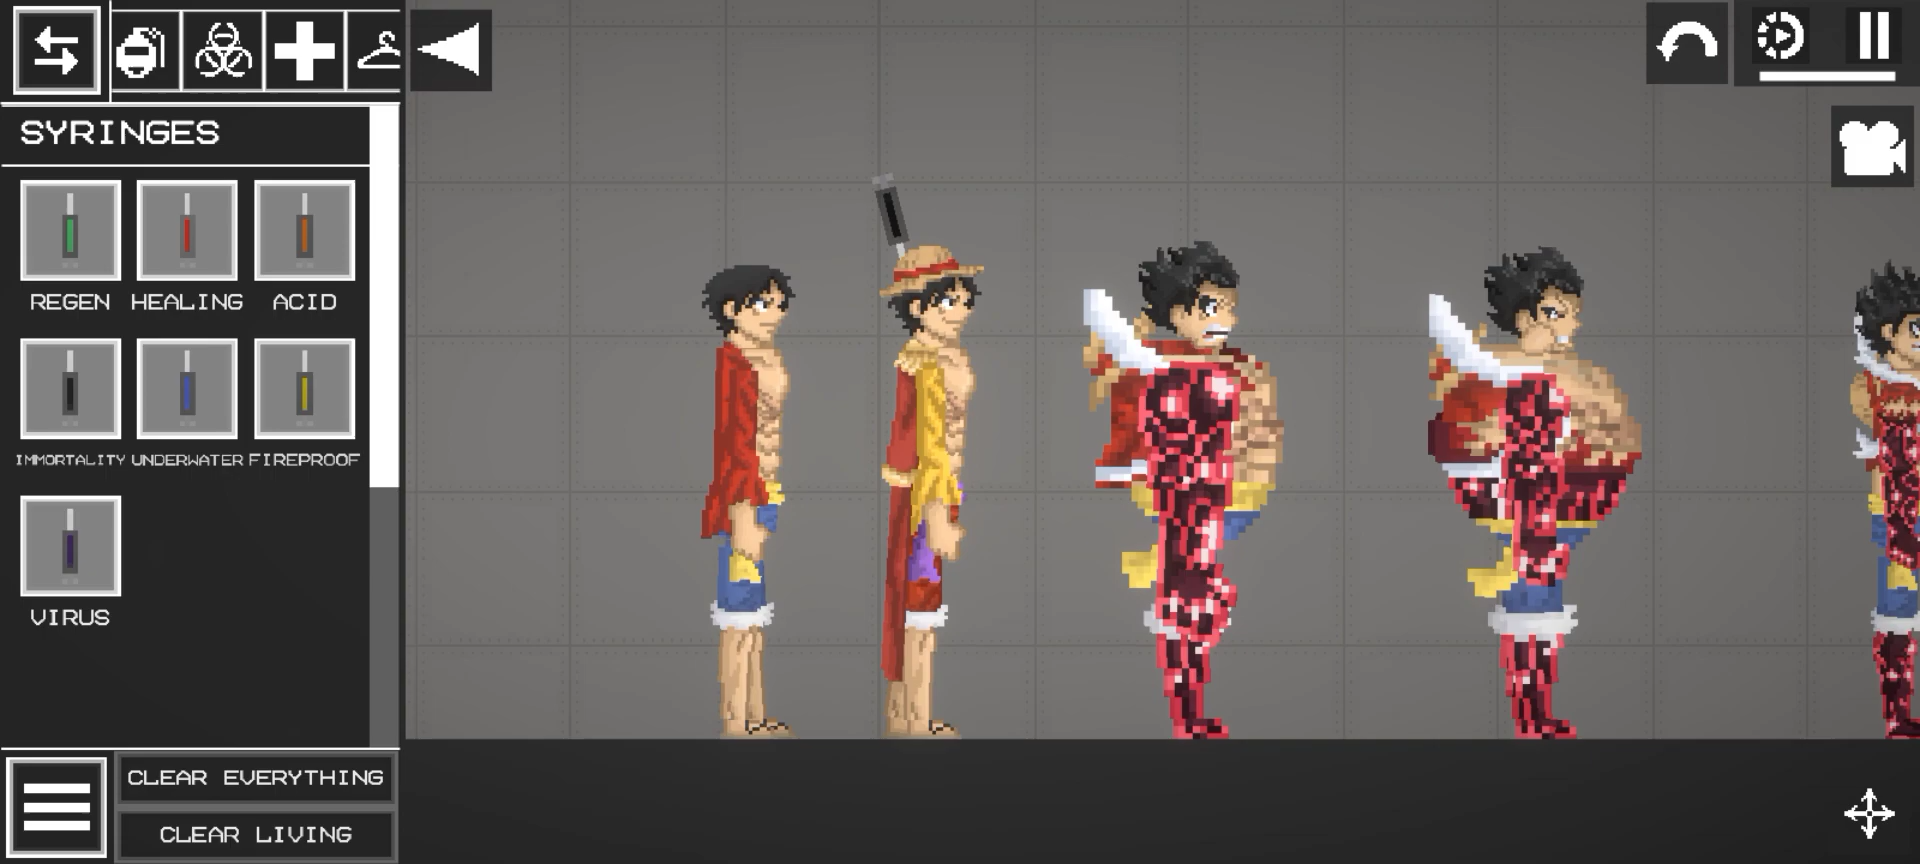 SYRINGES
REGEN HEALING ACID
IMMORTALITY UNDERWATER FIREPROOF
VIRUS
CLEAR EVERYTHING
CLEAR LIVING